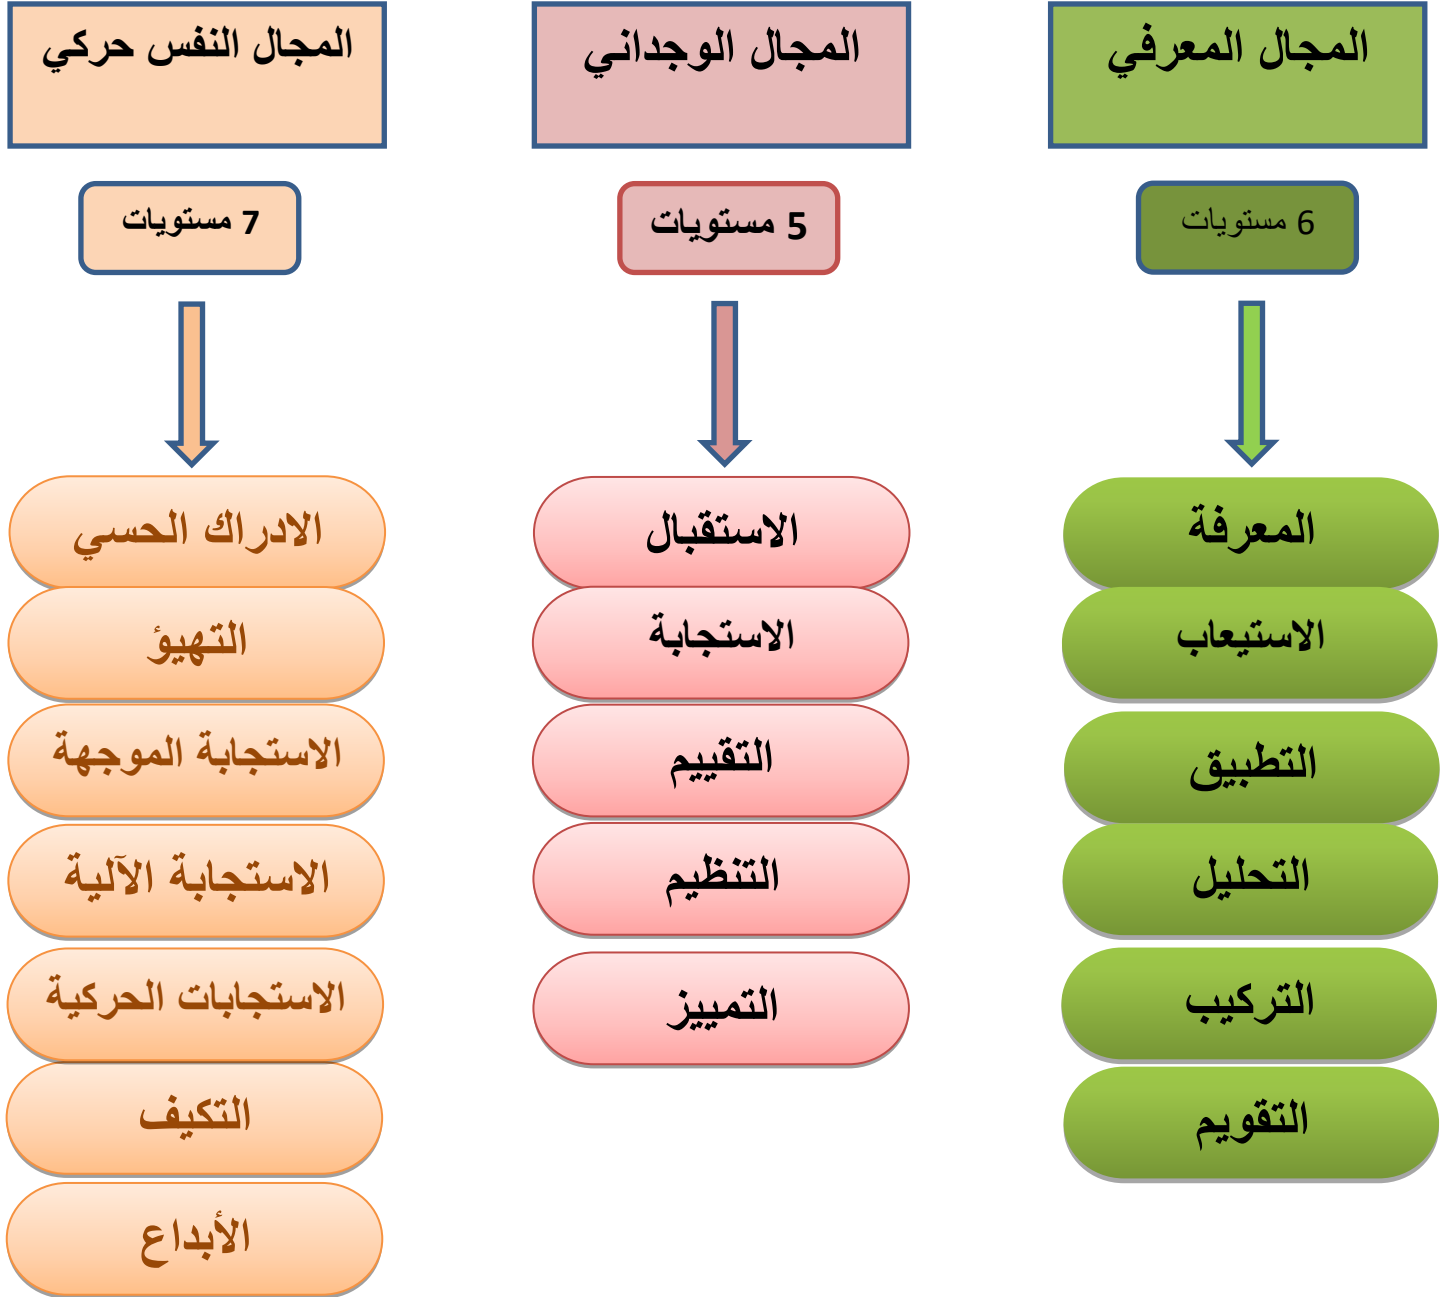 المجال المعرفي
6 مستويات
المعرفة
الاستيعاب
التطبيق
التحليل
التركيب
التقويم
المجال الوجداني
5 مستويات
الاستقبال
الاستجابة
التقييم
التنظيم
التمييز
المجال النفس حركي
7 مستويات
الادراك الحسي
التهيؤ
الاستجابة الموجهة
الاستجابة الآلية
الاستجابات الحركية
التكيف
الأبداع